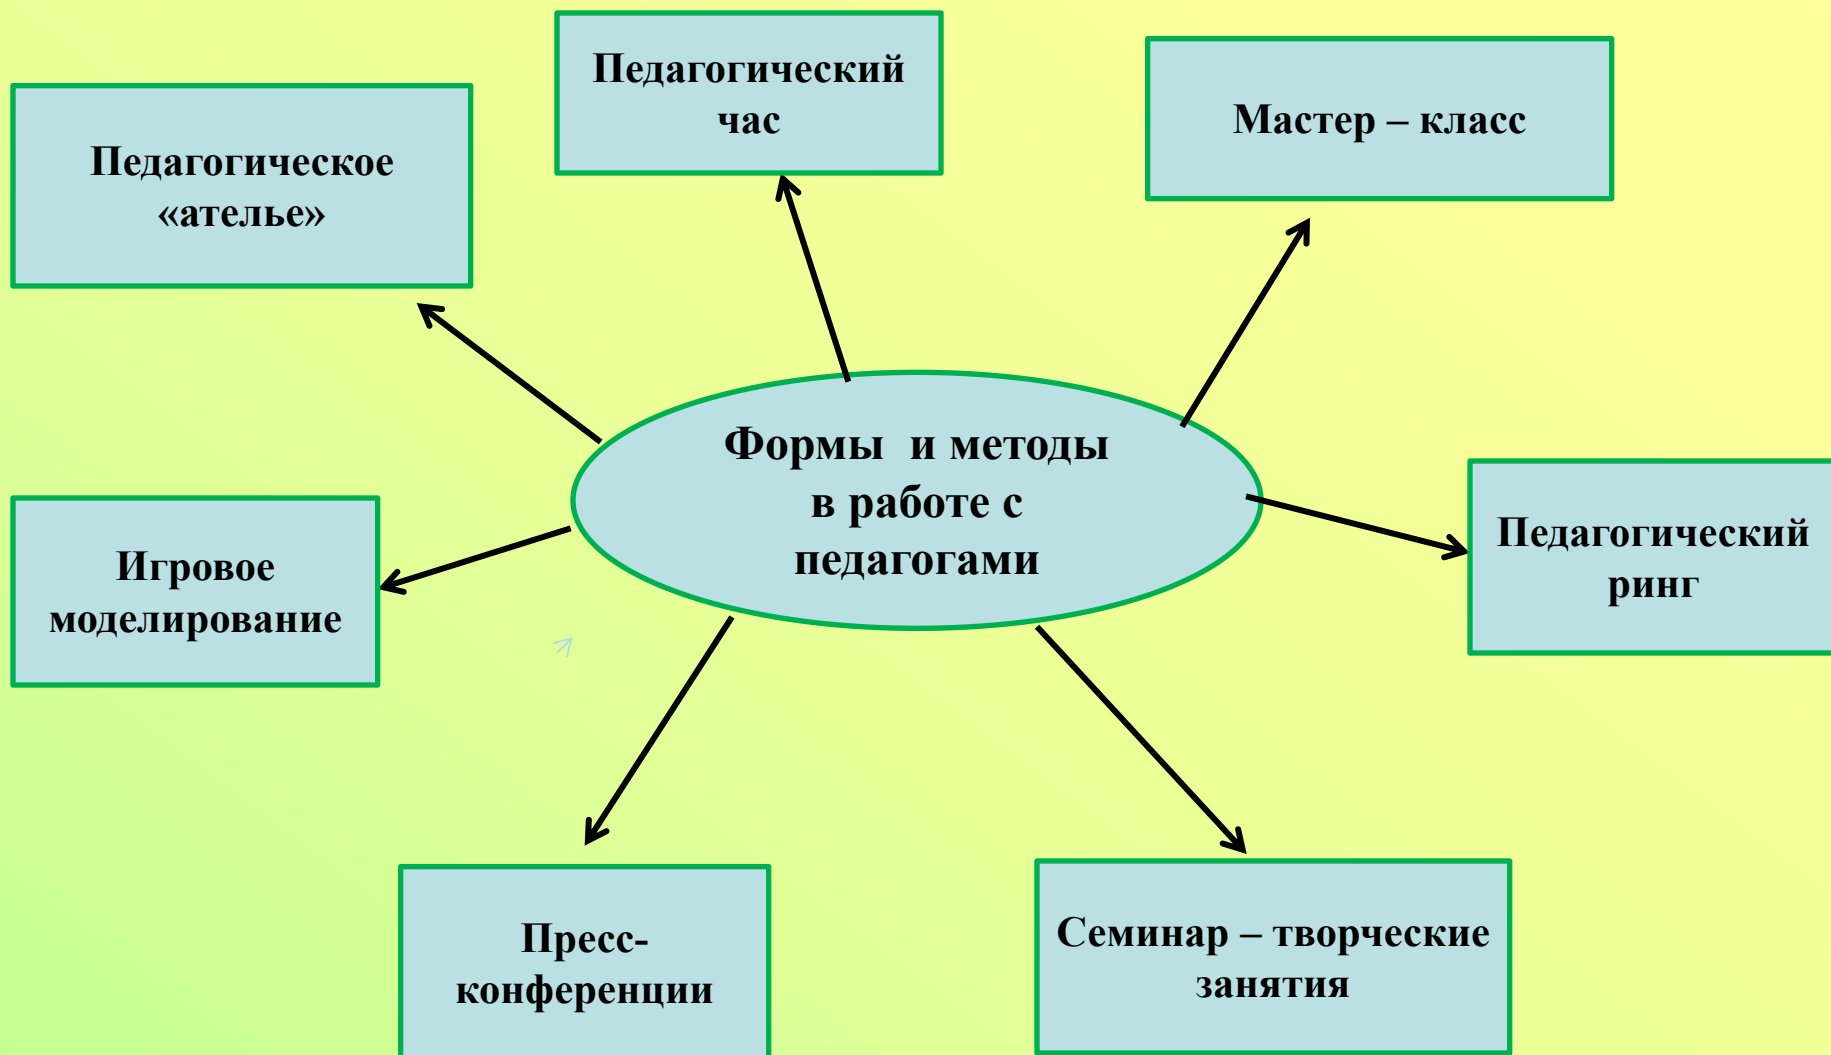 Педагогический
час
Мастер – класс
Педагогическое
«ателье»
Формы  и методы
в работе с
педагогами
Педагогический
ринг
Игровое
моделирование
Пресс-
конференции
Семинар – творческие
занятия